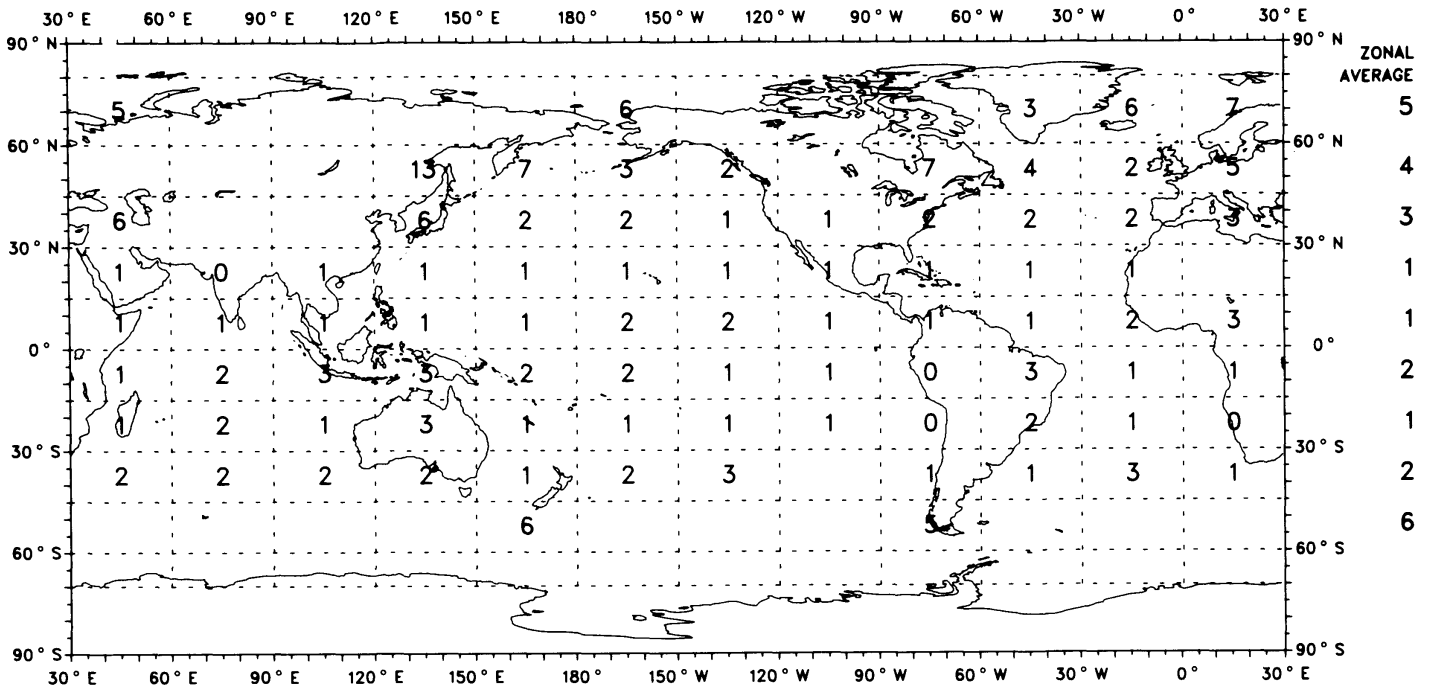 30° E 60° E 90° E 120° E 150° E 180° 150° W 120° W 90° W 60° W 30° W 0° 30° E
90° N 90° N
ZONAL
AVERAGE
5 6 3 6 7 5
60° N 60° N
13 7 3 2 7 4 2 5 4
6 6 2 2 1 1 2 2 2 3 3
30° N 30° N
1 0 1 1 1 1 1 1 1 1 1 1
1 1 1 1 1 2 2 1 1 1 2 3 1
0° 0°
1 2 3 3 2 2 1 1 0 3 1 1 2
1 2 1 3 1 1 1 1 0 2 1 0 1
30° S 30° S
2 2 2 2 1 2 3 1 1 3 1 2
6 6
60° S 60° S
90° S 90° S
30° E 60° E 90° E 120° E 150° E 180° 150° W 120° W 90° W 60° W 30° W 0° 30° E